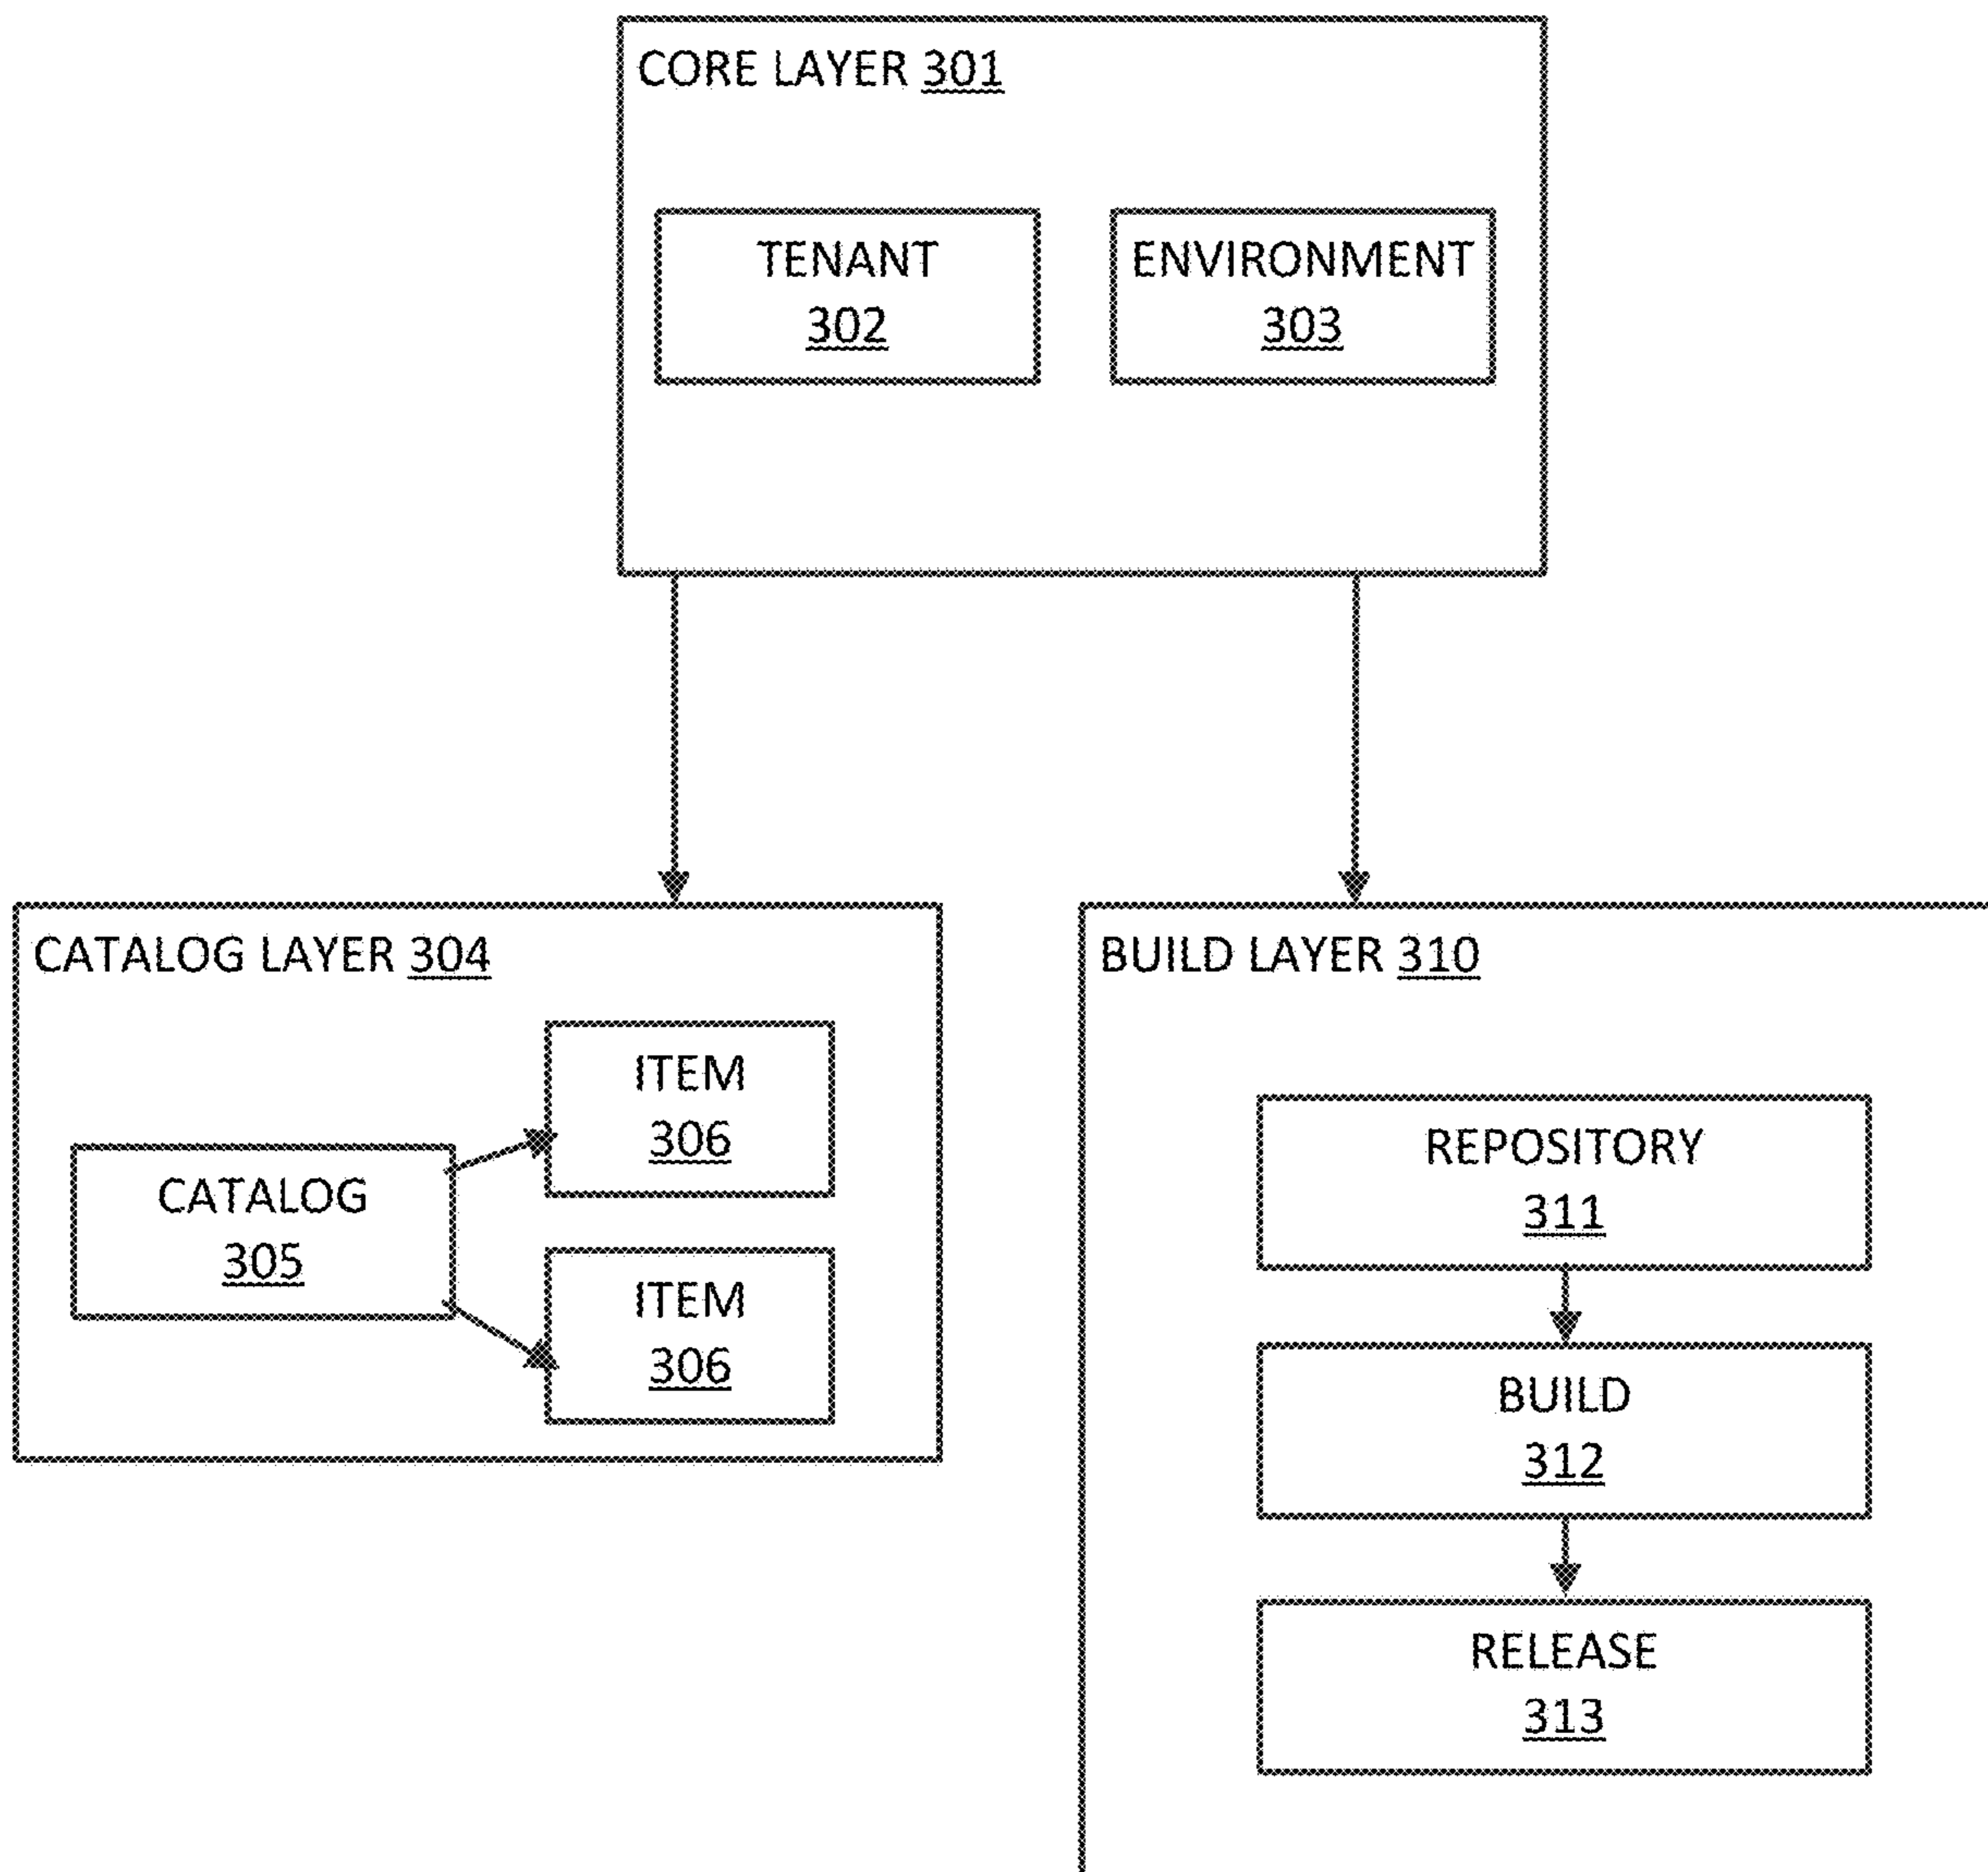 CORE LAYER 301
TENANT
302
ENVIRONMENT
303
CATALOG LAYER 304
CATALOG
305
ITEM
306
ITEM
306
BUILD LAYER 310
REPOSITORY
311
BUILD
312
RELEASE
313